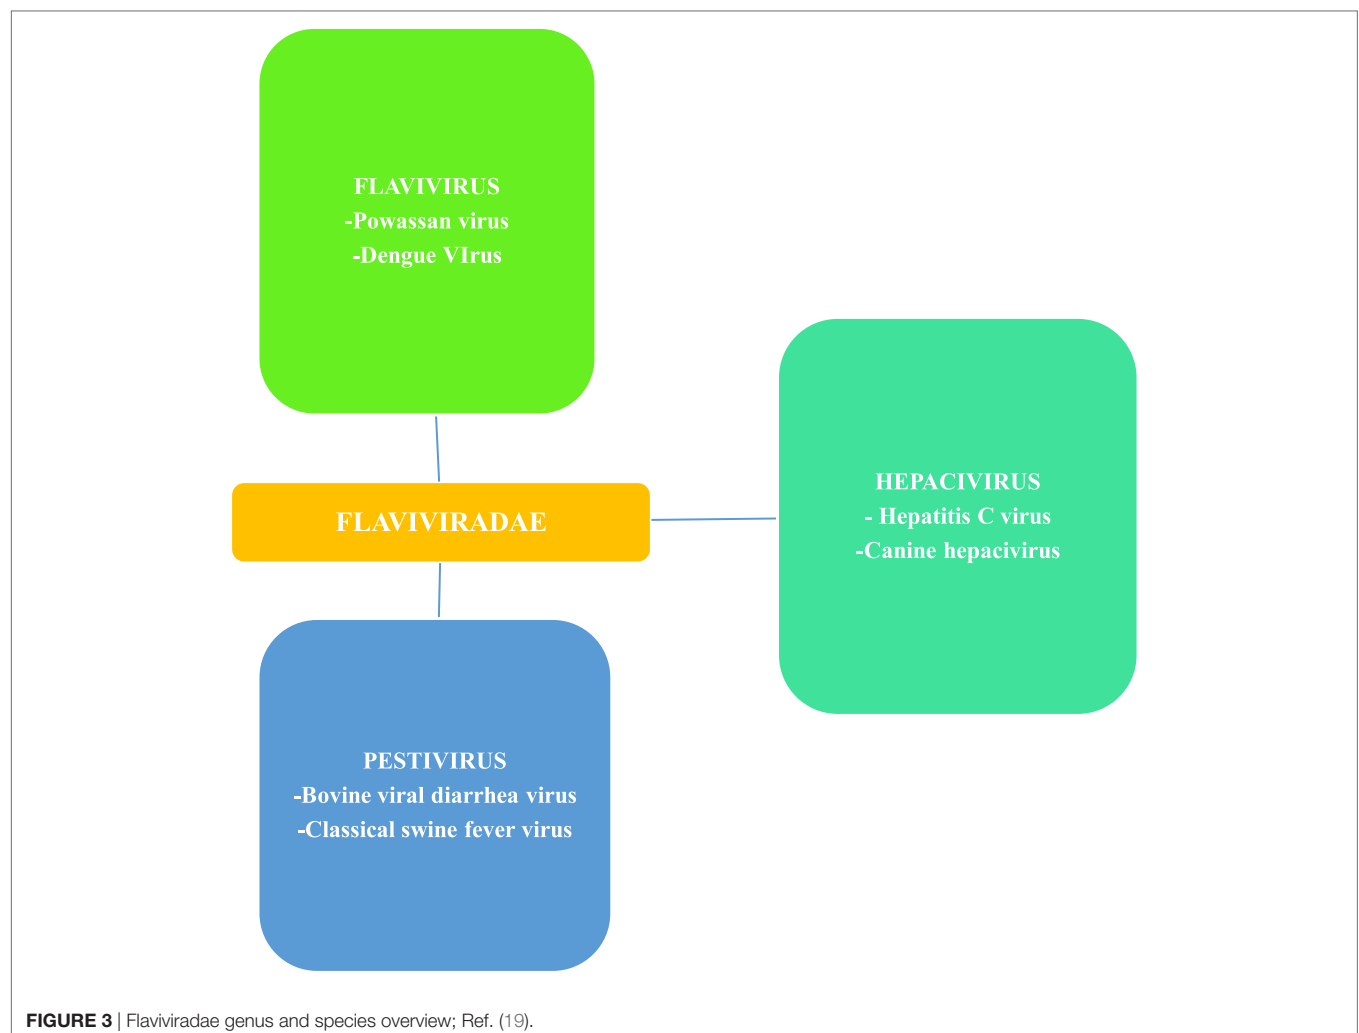 FLAVIVIRUS
-Powassan virus
-Dengue VIrus
HEPACIVIRUS
- Hepatitis C virus
-Canine hepacivirus
FLAVIVIRADAE
PESTIVIRUS
-Bovine viral diarrhea virus
-Classical swine fever virus
FIGURE 3 | Flaviviradae genus and species overview; Ref. (19).